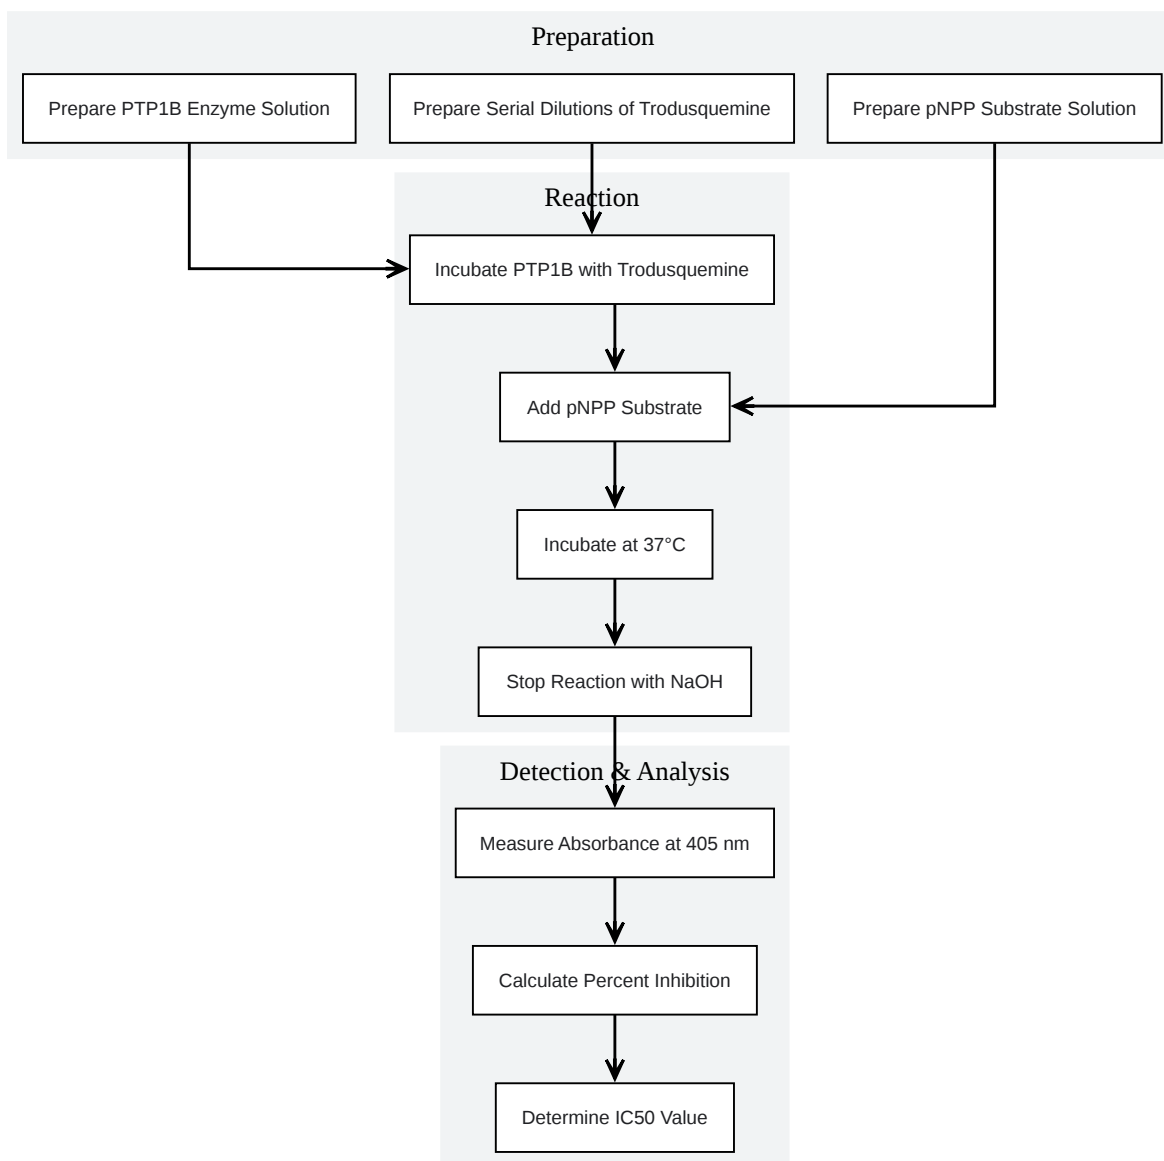 Preparation
Prepare PTP1B Enzyme Solution
Prepare Serial Dilutions of Trodusquemine
Prepare pNPP Substrate Solution
Reaction
Incubate PTP1B with Trodusquemine
Add pNPP Substrate
Incubate at 37°C
Stop Reaction with NaOH
Detection & Analysis
Measure Absorbance at 405 nm
Calculate Percent Inhibition
Determine IC50 Value